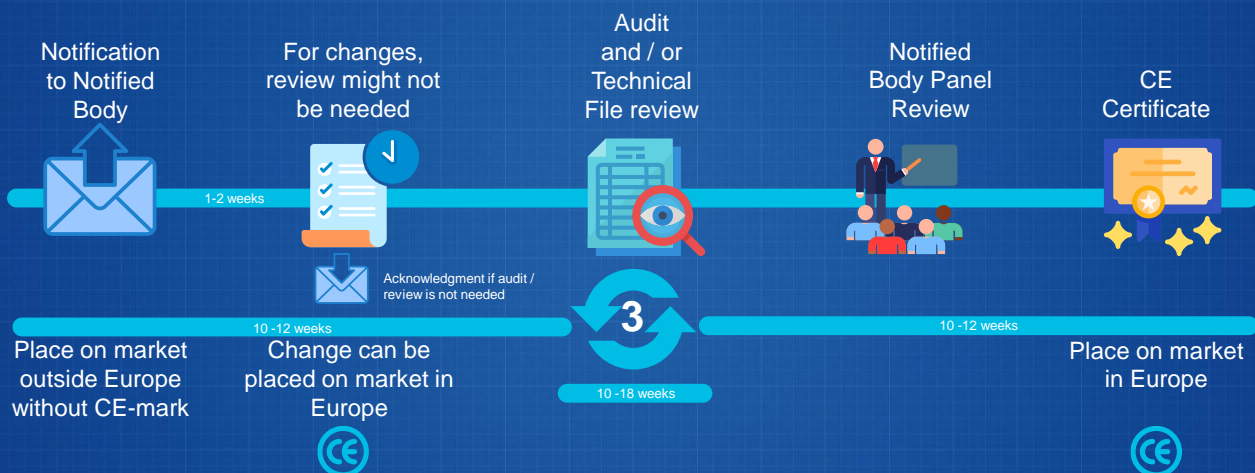 Notification
to Notified
Body
For changes,
review might not
be needed
Audit
and / or
Technical
File review
Notified
Body Panel
Review
CE
Certificate
1-2 weeks
Acknowledgment if audit /
review is not needed
3
10 -12 weeks
10 -12 weeks
10 -18 weeks
Place on market
outside Europe
without CE-mark
Change can be
placed on market in
Europe
Place on market
in Europe
CE
CE